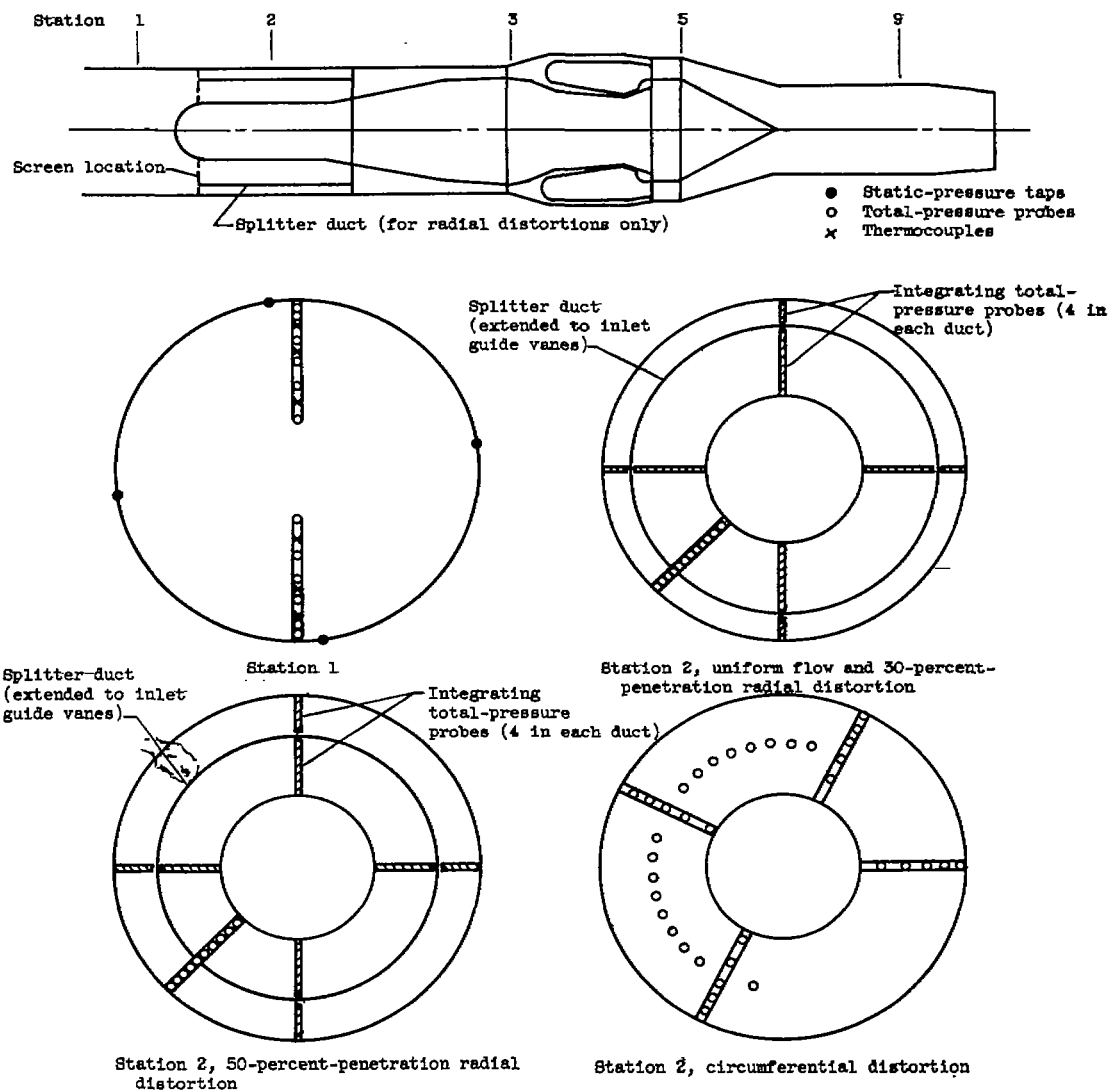 Station 1 2 3 5 9
Screen location
Splitter duct (for radial distortions only)
Static-pressure taps
Total-pressure probes
Thermocouples
Splitter duct
(extended to inlet
guide vanes)
Integrating total-
pressure probes (4 in
each duct)
Station 1
Station 2, uniform flow and 30-percent-
penetration radial distortion
Splitter duct
(extended to inlet
guide vanes)
Integrating
total-pressure
probes (4 in each duct)
Station 2, 50-percent-penetration radial
distortion
Station 2, circumferential distortion